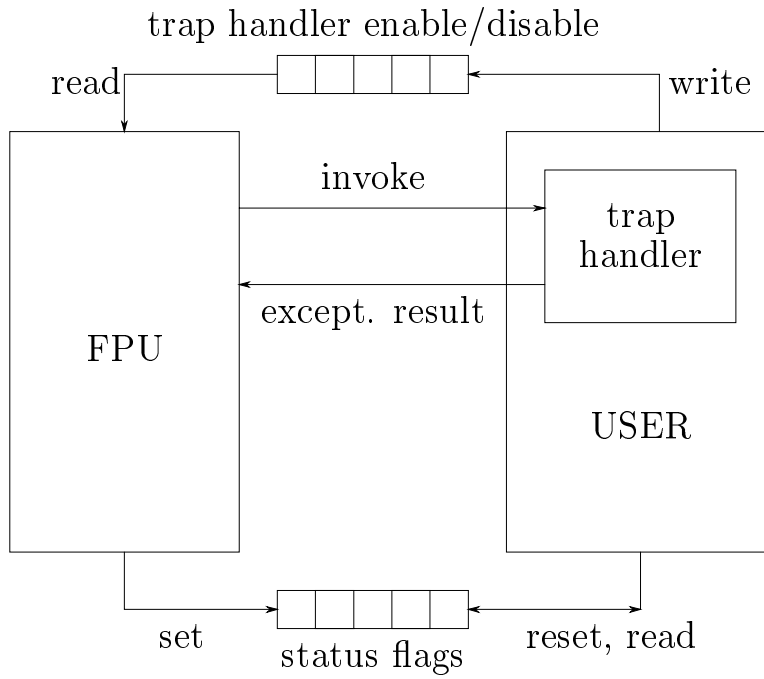 trap handler enable/disable
read
write
invoke
trap
handler
except. result
FPU
USER
set
reset, read
status flags